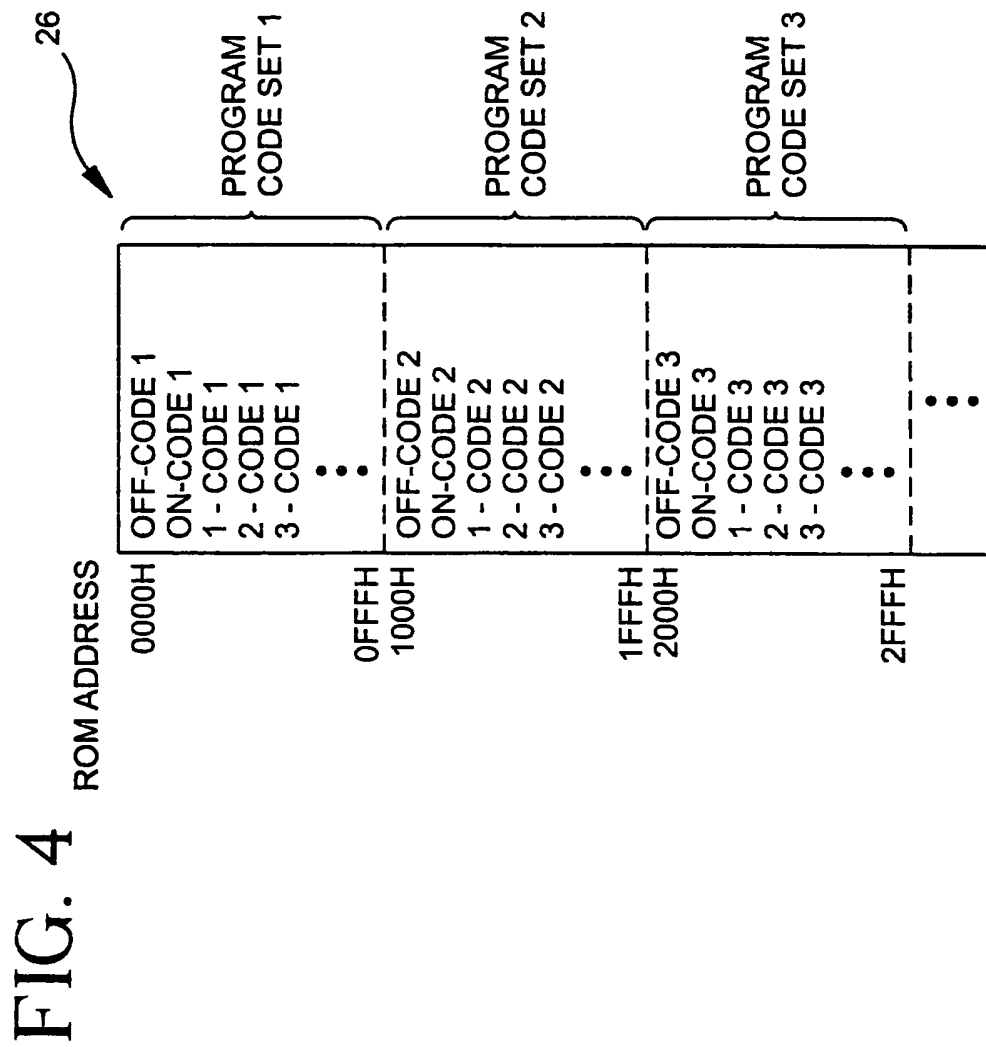 FIG. 4
ROM ADDRESS
26
0000H
OFF-CODE 1
ON-CODE 1
1 - CODE 1
2 - CODE 1
3 - CODE 1
•••
PROGRAM
CODE SET 1
0FFFH
1000H
OFF-CODE 2
ON-CODE 2
1 - CODE 2
2 - CODE 2
3 - CODE 2
•••
PROGRAM
CODE SET 2
1FFFH
2000H
OFF-CODE 3
ON-CODE 3
1 - CODE 3
2 - CODE 3
3 - CODE 3
•••
PROGRAM
CODE SET 3
2FFFH
•••